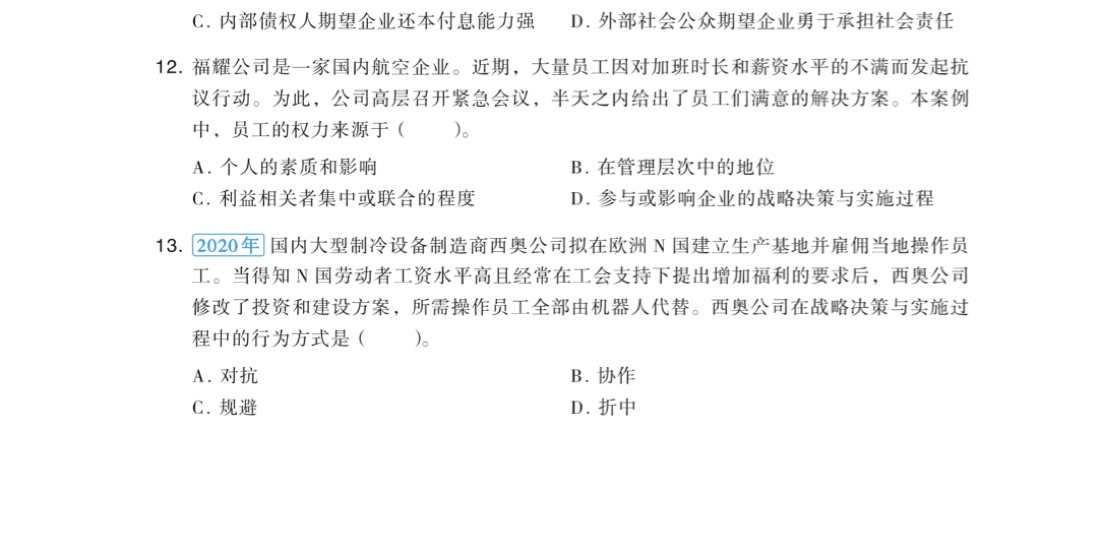 C. 内部债权人期望企业还本付息能力强 D. 外部社会公众期望企业勇于承担社会责任
12. 福耀公司是一家国内航空企业。近期，大量员工因对加班时长和薪资水平的不满而发起抗
议行动。为此，公司高层召开紧急会议，半天之内给出了员工们满意的解决方案。本案例
中，员工的权力来源于（ ）。
A. 个人的素质和影响 B. 在管理层次中的地位
C. 利益相关者集中或联合的程度 D. 参与或影响企业的战略决策与实施过程
13. 2020年 国内大型制冷设备制造商西奥公司拟在欧洲 N 国建立生产基地并雇佣当地操作员
工。当得知 N 国劳动者工资水平高且经常在工会支持下提出增加福利的要求后，西奥公司
修改了投资和建设方案，所需操作员工全部由机器人代替。西奥公司在战略决策与实施过
程中的行为方式是（ ）。
A. 对抗 B. 协作
C. 规避 D. 折中